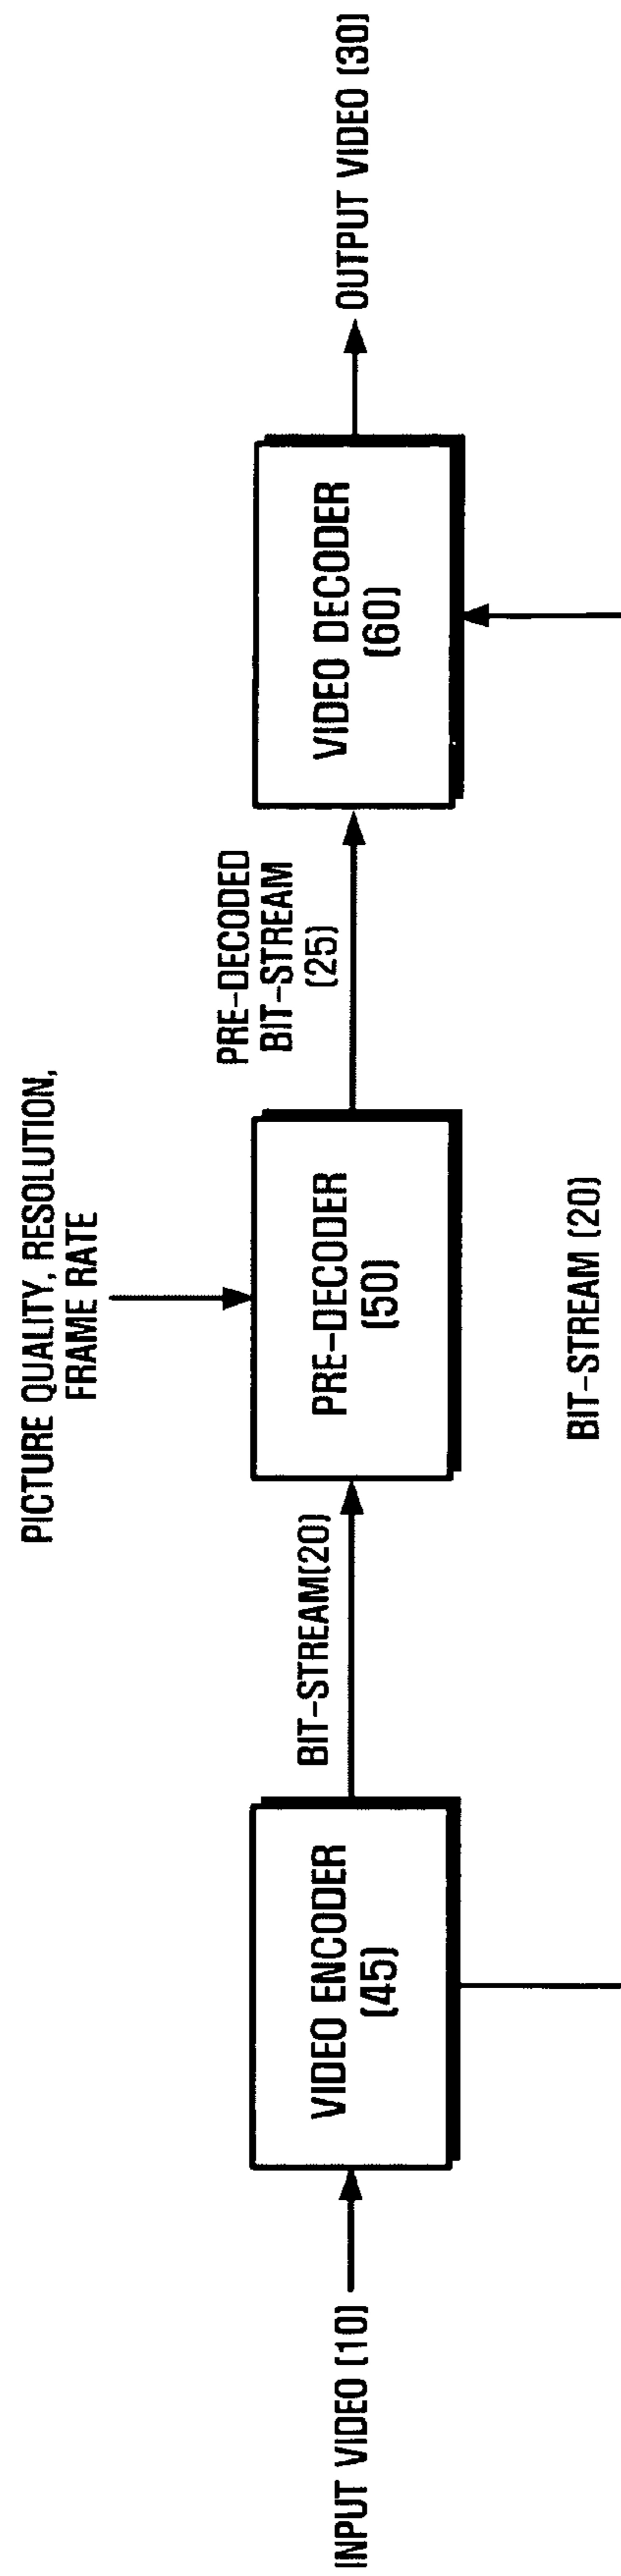 PICTURE QUALITY, RESOLUTION,
FRAME RATE
INPUT VIDEO (10)
VIDEO ENCODER
(45)
BIT-STREAM(20)
PRE-DECODER
(50)
PRE-DECODED
BIT-STREAM
(25)
VIDEO DECODER
(60)
OUTPUT VIDEO (30)
BIT-STREAM (20)